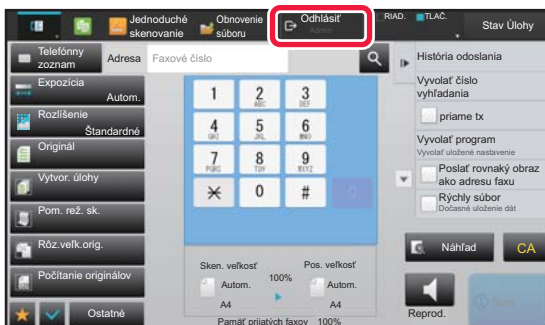 Jednoduché
skenovanie
Obnovenie
súboru
Odhlásiť
Admin
RIAD.
TLAČ.
Stav Úlohy
Telefónny
zoznam
Adresa
Faxové číslo
Expozícia
Autom.
Rozlíšenie
Štandardné
Originál
Vytvor. úlohy
Pom. rež. sk.
Rôz.veľk.orig.
Počítanie originálov
Ostatné
1
2
ABC
3
DEF
4
GHI
5
JKL
6
MNO
7
PQRS
8
TUV
9
WXYZ
0
#
C
Sken. veľkosť
Autom.
A4
100%
Pos. veľkosť
Autom.
A4
Pamäť prijatých faxov 100%
História odoslania
Vyvolať číslo
vyhľadania
priame tx
Vyvolať program
Vyvolať uložené nastavenie
Poslať rovnaký obraz
ako adresu faxu
Rýchly súbor
Dočasné uloženie dát
Náhľad
CA
Reprod.
Start